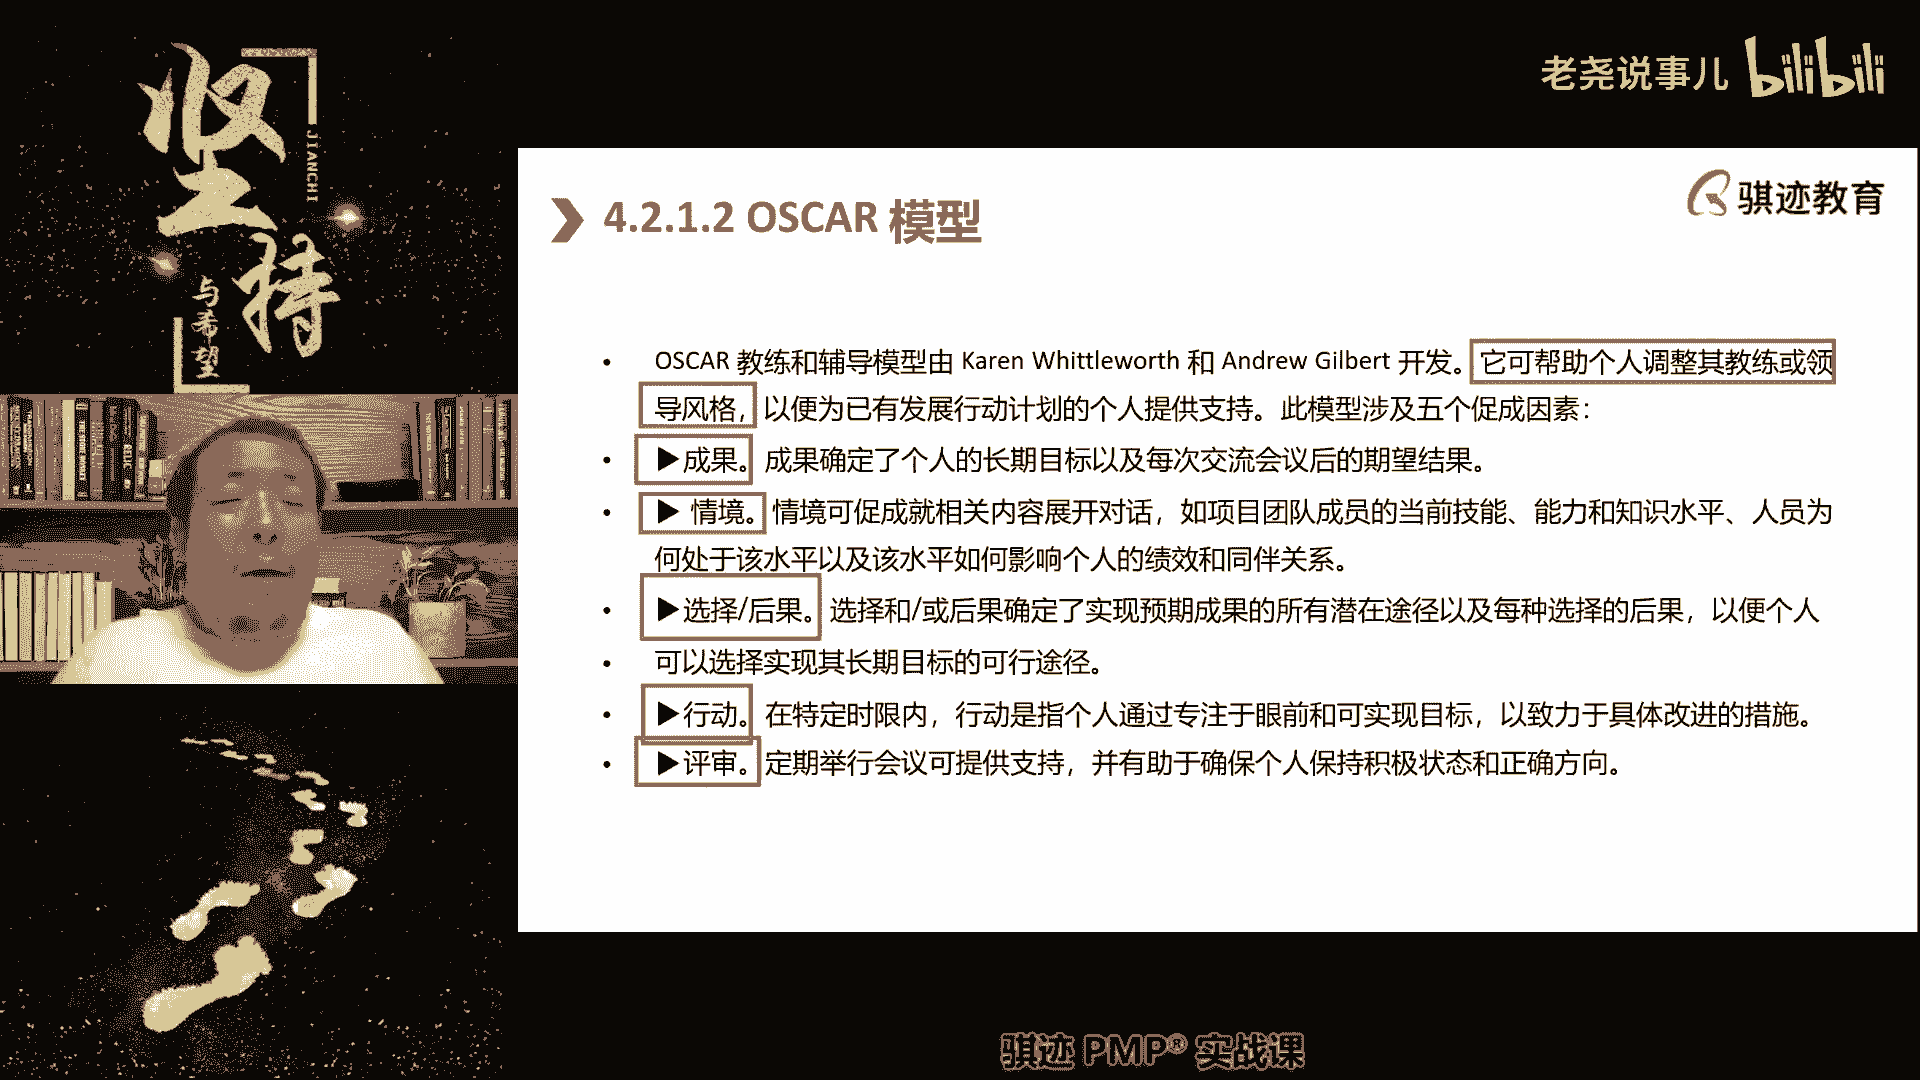 坚持
JIANCHI
与希望
老尧说事儿 bilibili
骐迹教育
4.2.1.2 OSCAR 模型
• OSCAR 教练和辅导模型由 Karen Whittleworth 和 Andrew Gilbert 开发。它可帮助个人调整其教练或领
导风格，以便为已有发展行动计划的个人提供支持。此模型涉及五个促成因素：
• ▶成果。成果确定了个人的长期目标以及每次交流会议后的期望结果。
• ▶ 情境。情境可促成就相关内容展开对话，如项目团队成员的当前技能、能力和知识水平、人员为
何处于该水平以及该水平如何影响个人的绩效和同伴关系。
• ▶选择/后果。选择和/或后果确定了实现预期成果的所有潜在途径以及每种选择的后果，以便个人
• 可以选择实现其长期目标的可行途径。
• ▶行动。在特定时限内，行动是指个人通过专注于眼前和可实现目标，以致力于具体改进的措施。
• ▶评审。定期举行会议可提供支持，并有助于确保个人保持积极状态和正确方向。
骐迹 PMP® 实战课